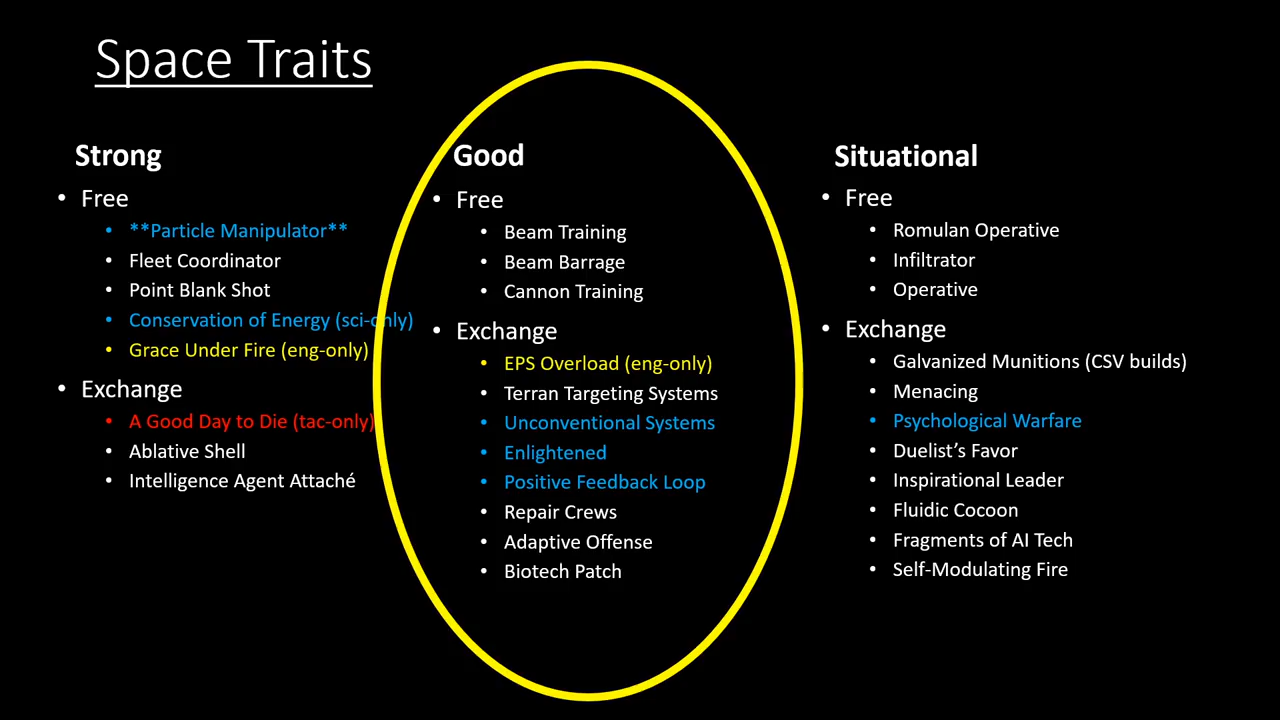 Space Traits
Strong
Free
**Particle Manipulator**
Fleet Coordinator
Point Blank Shot
Conservation of Energy (sci-only)
Grace Under Fire (eng-only)
Exchange
A Good Day to Die (tac-only)
Ablative Shell
Intelligence Agent Attaché
Good
Free
Beam Training
Beam Barrage
Cannon Training
Exchange
EPS Overload (eng-only)
Terran Targeting Systems
Unconventional Systems
Enlightened
Positive Feedback Loop
Repair Crews
Adaptive Offense
Biotech Patch
Situational
Free
Romulan Operative
Infiltrator
Operative
Exchange
Galvanized Munitions (CSV builds)
Menacing
Psychological Warfare
Duelist’s Favor
Inspirational Leader
Fluidic Cocoon
Fragments of AI Tech
Self-Modulating Fire